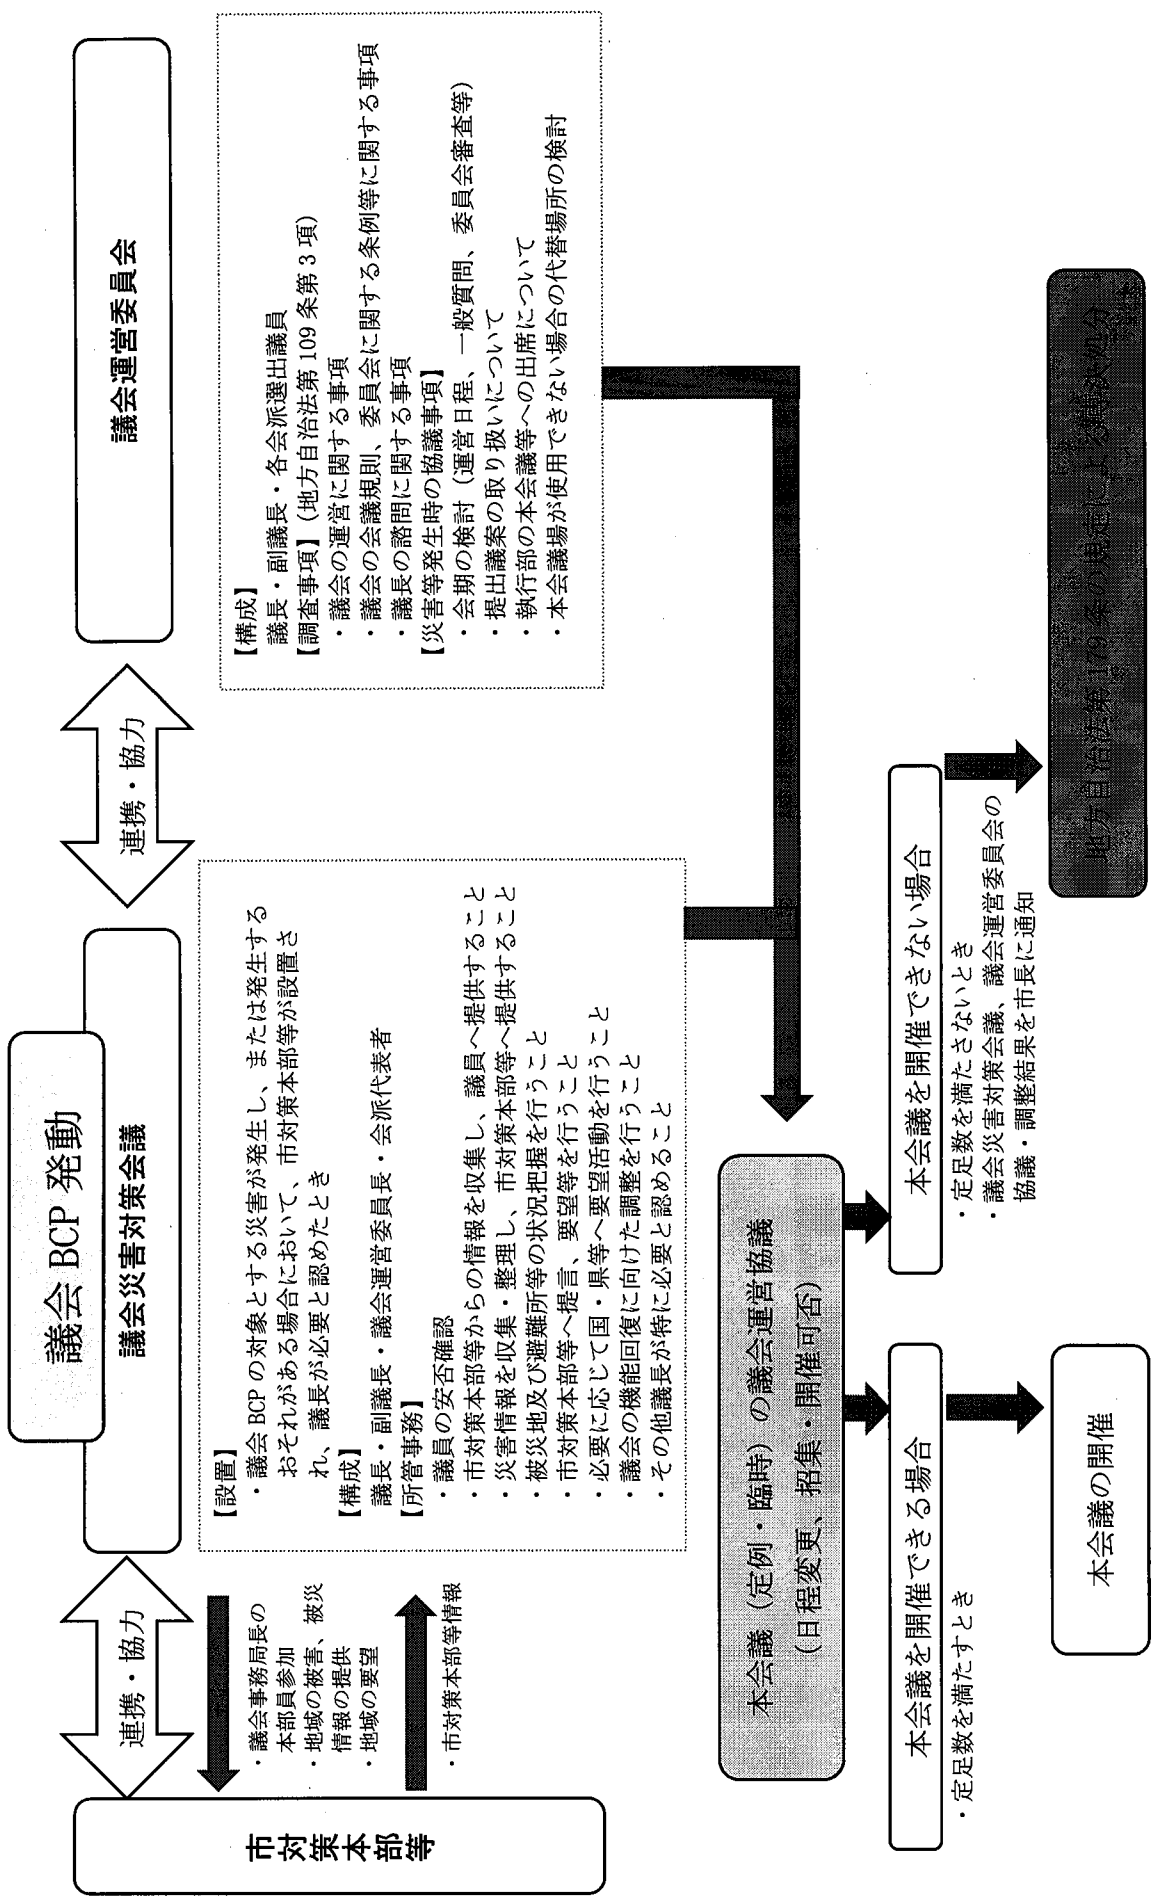 議会 BCP 発動
市対策本部等
連携・協力
・議会事務局長の
本部員参加
・地域の被害、被災
情報の提供
・地域の要望
・市対策本部等情報
議会災害対策会議
【設置】
・議会 BCP の対象とする災害が発生し、または発生する
おそれがある場合において、市対策本部等が設置さ
れ、議長が必要と認めたとき
【構成】
議長・副議長・議会運営委員長・会派代表者
【所管事務】
・議員の安否確認
・市対策本部等からの情報を収集し、議員へ提供すること
・災害情報を収集・整理し、市対策本部等へ提供すること
・被災地及び避難所等の状況把握を行うこと
・市対策本部等へ提言、要望等を行うこと
・必要に応じて国・県等へ要望活動を行うこと
・議会の機能回復に向けた調整を行うこと
・その他議長が特に必要と認めること
連携・協力
議会運営委員会
【構成】
議長・副議長・各会派選出議員
【調査事項】（地方自治法第 109 条第 3 項）
・議会の運営に関する事項
・議会の会議規則、委員会に関する条例等に関する事項
・議長の諮問に関する事項
【災害等発生時の協議事項】
・会期の検討（運営日程、一般質問、委員会審査等）
・提出議案の取り扱いについて
・執行部の本会議等への出席について
・本会議場が使用できない場合の代替場所の検討
本会議（定例・臨時）の議会運営協議
（日程変更、招集・開催可否）
本会議を開催できる場合
・定足数を満たすとき
本会議の開催
本会議を開催できない場合
・定足数を満たさないとき
・議会災害対策会議、議会運営委員会の
協議・調整結果を市長に通知
地方自治法第 179 条の規定による専決処分